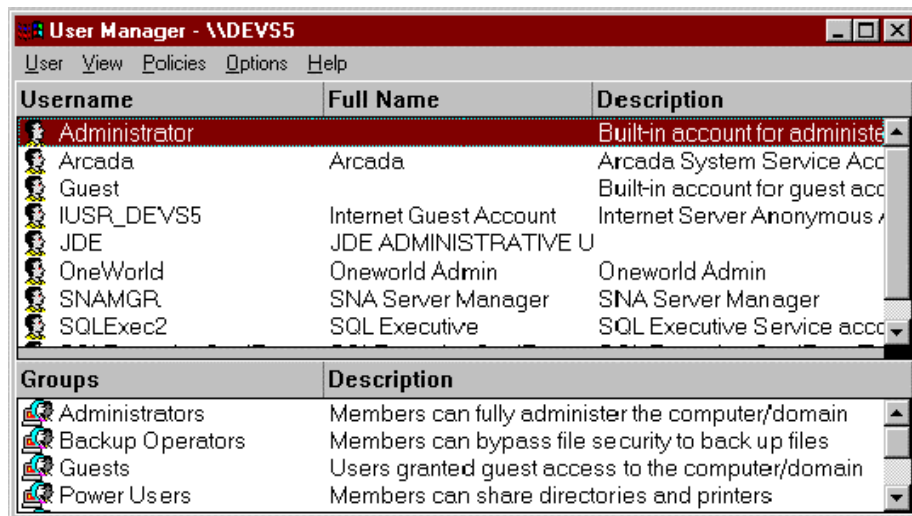 User Manager - \\DEVS5
User View Policies Options Help
Username Full Name Description
Administrator Built-in account for administe
Arcada Arcada Arcada System Service Acc
Guest Built-in account for guest acc
IUSR_DEVS5 Internet Guest Account Internet Server Anonymous A
JDE JDE ADMINISTRATIVE U
OneWorld Oneworld Admin Oneworld Admin
SNAMGR SNA Server Manager SNA Server Manager
SQLExec2 SQL Executive SQL Executive Service acco
Groups Description
Administrators Members can fully administer the computer/domain
Backup Operators Members can bypass file security to back up files
Guests Users granted guest access to the computer/domain
Power Users Members can share directories and printers